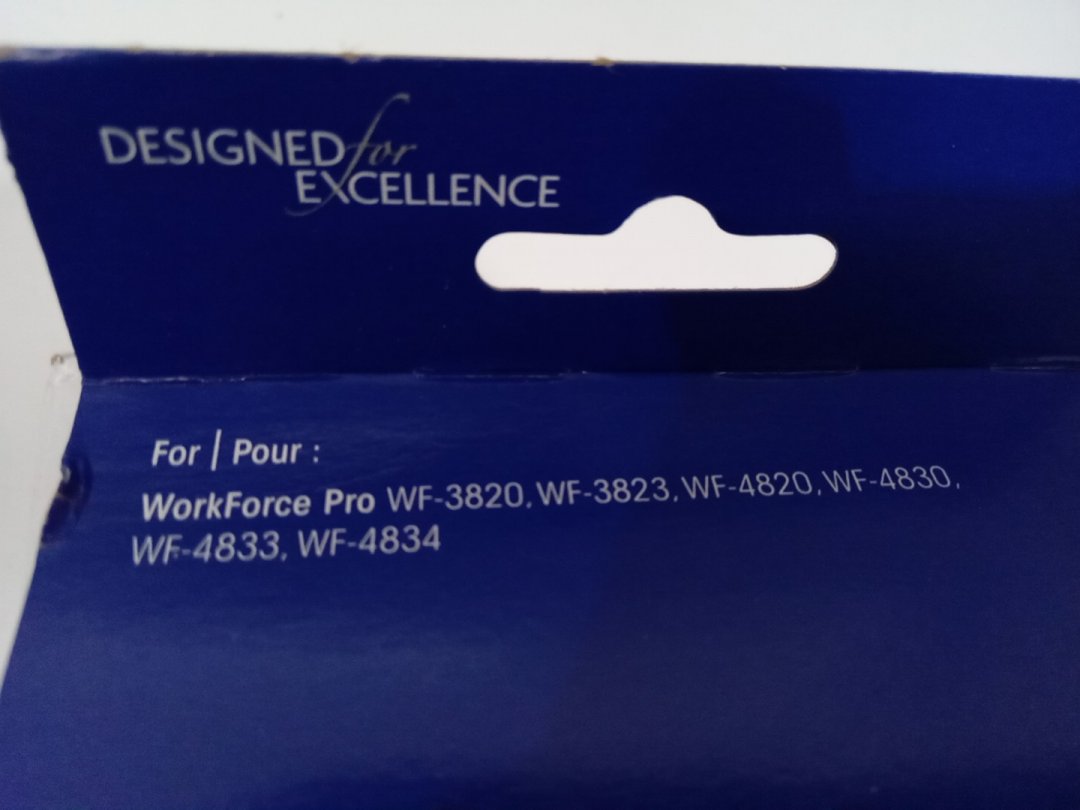 DESIGNED for
EXCELLENCE
For | Pour :
WorkForce Pro WF-3820, WF-3823, WF-4820, WF-4830,
WF-4833, WF-4834